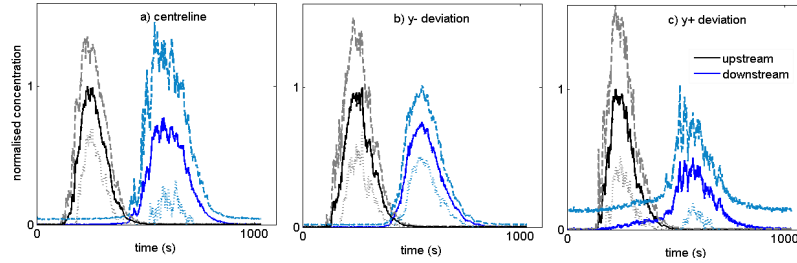 a) centreline
b) y- deviation
c) y+ deviation
upstream
downstream
normalised concentration
1
0
0
1000
time (s)
1
0
0
1000
time (s)
1
0
0
1000
time (s)